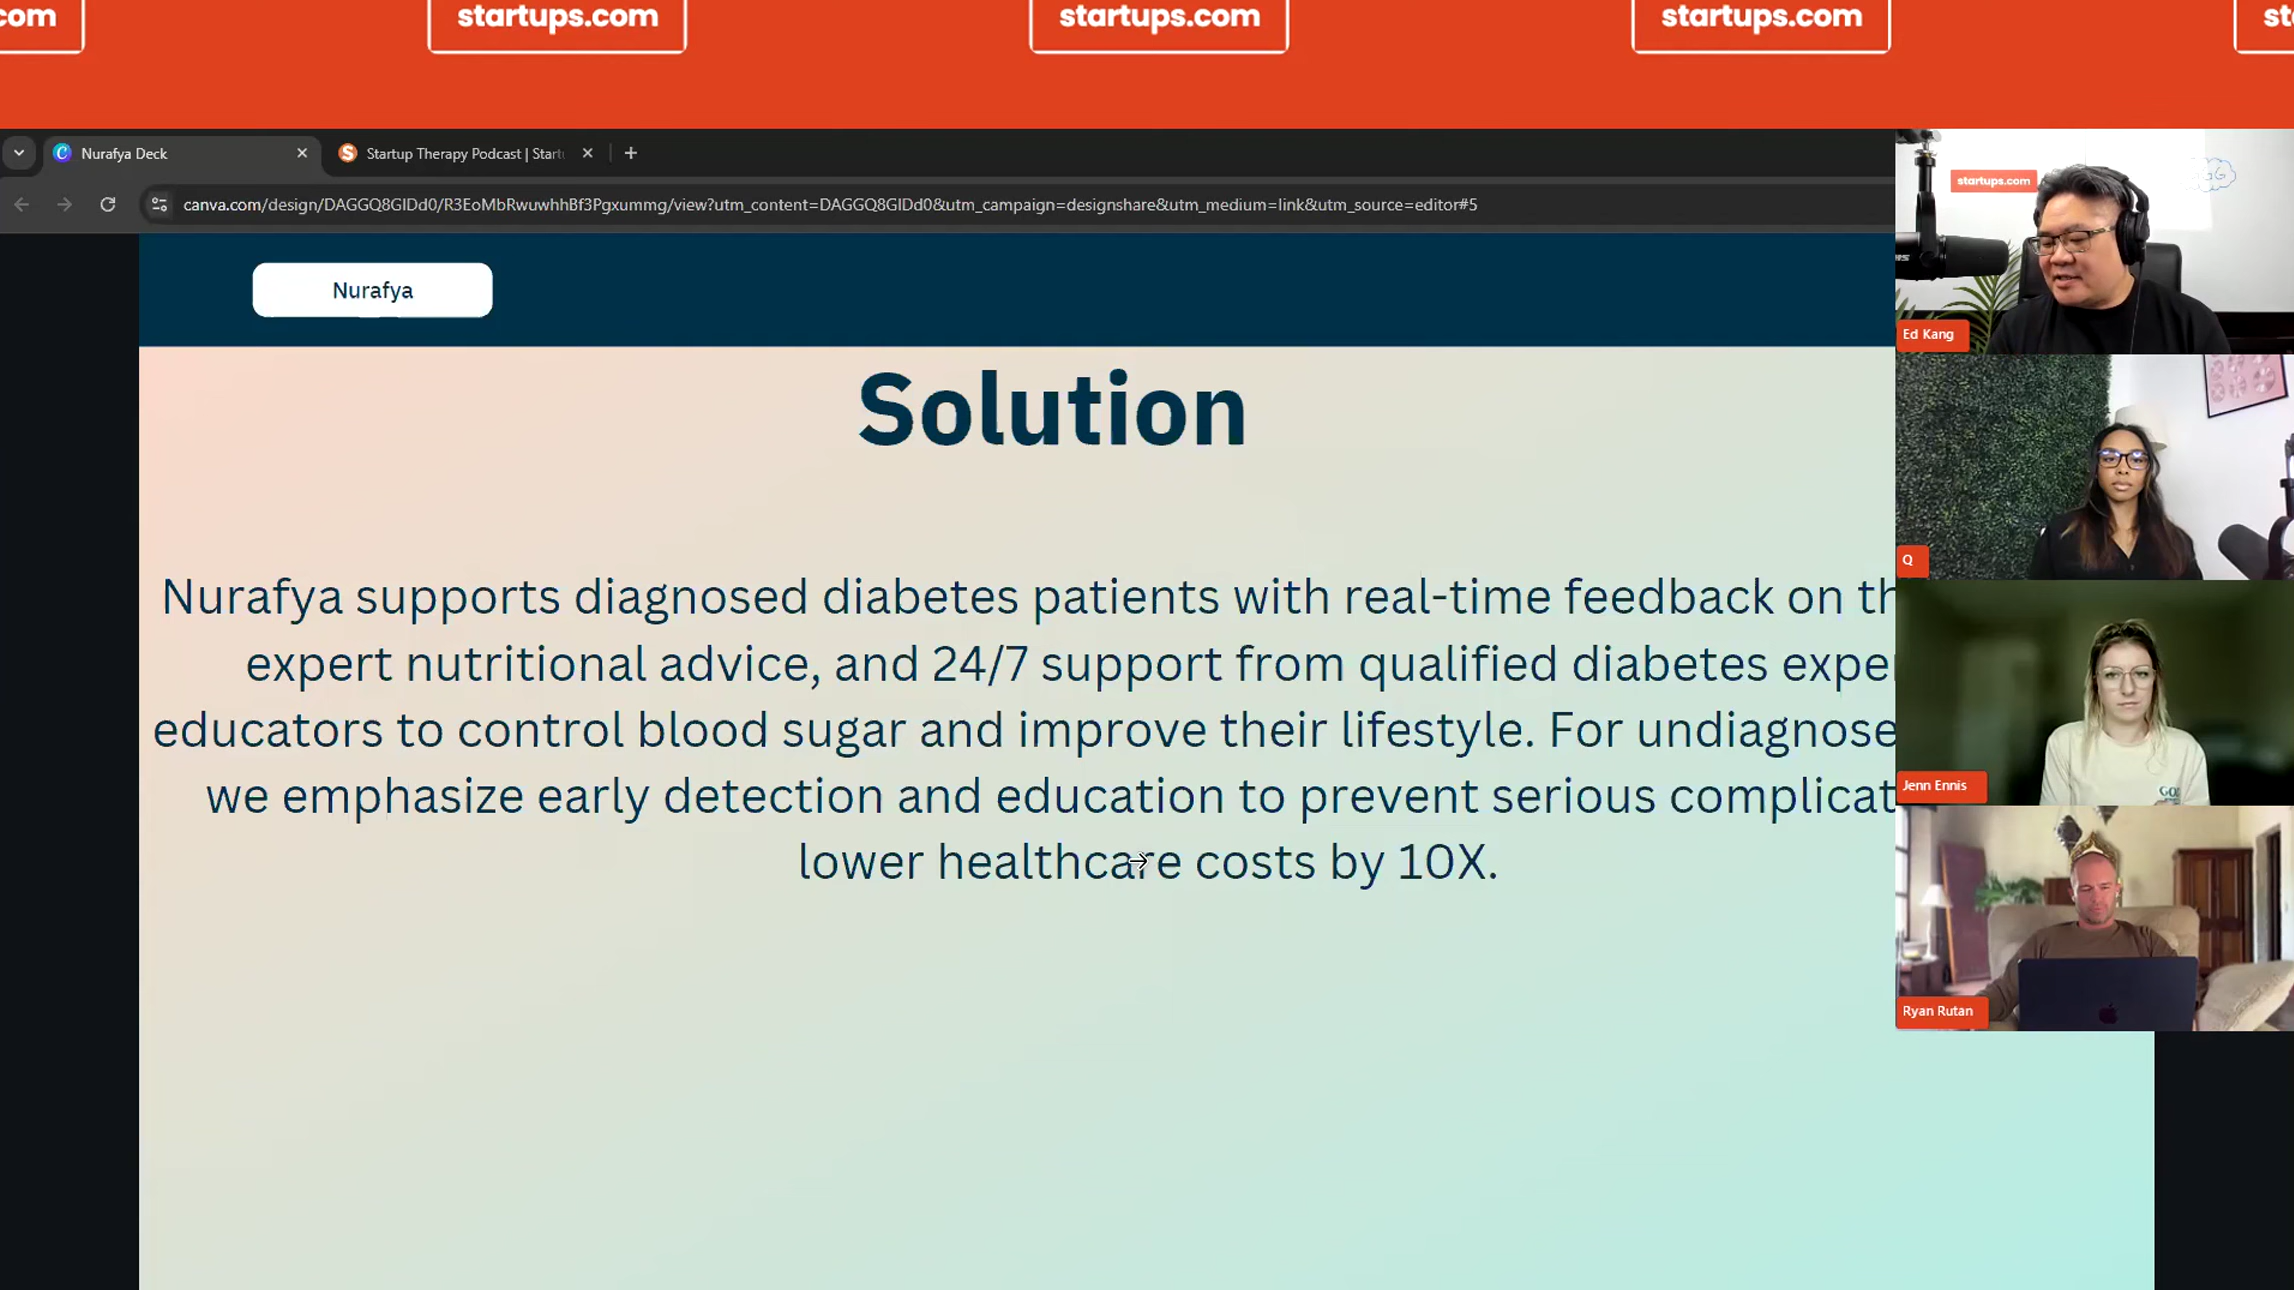 com
startups.com
startups.com
startups.com
st
Nurafya Deck
Startup Therapy Podcast | Start
canva.com/design/DAGGQ8GlDd0/R3EoMbRwuwhhBf3Pgxummg/view?utm_content=DAGGQ8GlDd0&utm_campaign=designshare&utm_medium=link&utm_source=editor#5
Nurafya
Solution
Nurafya supports diagnosed diabetes patients with real-time feedback on th
expert nutritional advice, and 24/7 support from qualified diabetes exper
educators to control blood sugar and improve their lifestyle. For undiagnose
we emphasize early detection and education to prevent serious complicat
lower healthcare costs by 10X.
startups.com
Ed Kang
Q
Jenn Ennis
Ryan Rutan